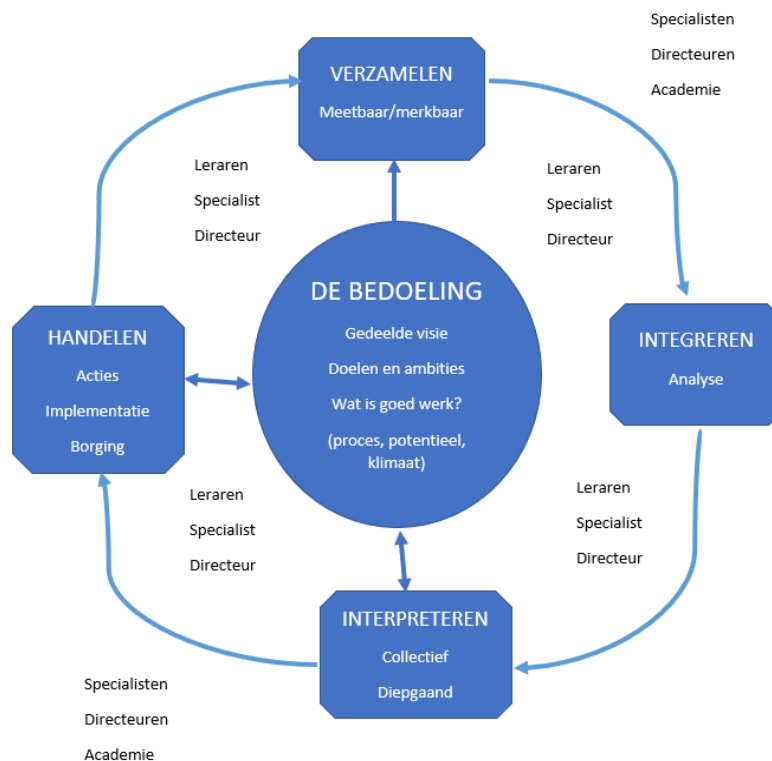 Specialisten
Directeuren
Academie
VERZAMELEN
Meetbaar/merkbaar
Leraren
Specialist
Directeur
Leraren
Specialist
Directeur
DE BEDOELING
Gedeelde visie
Doelen en ambities
Wat is goed werk?
(proces, potentieel,
klimaat)
HANDELEN
Acties
Implementatie
Borging
INTEGREREN
Analyse
Leraren
Specialist
Directeur
Leraren
Specialist
Directeur
INTERPRETEREN
Collectief
Diepgaand
Specialisten
Directeuren
Academie